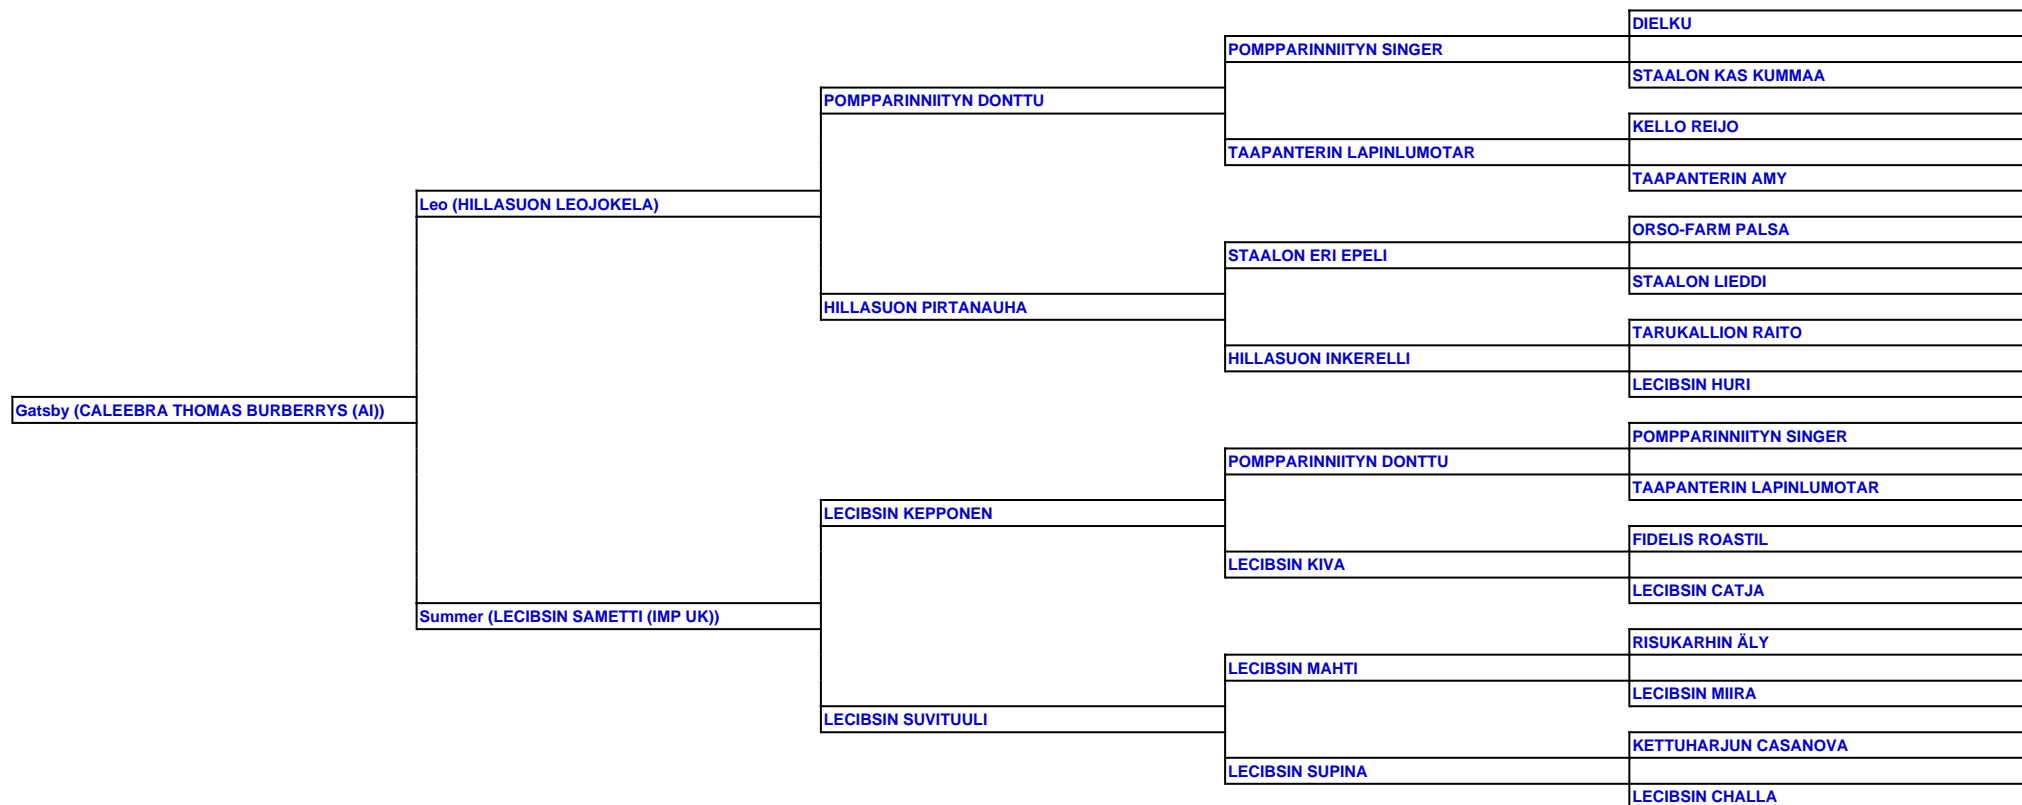 DIELKU
POMPPARINNIITYN SINGER
STAALON KAS KUMMAA
POMPPARINNIITYN DONTTU
KELLO REIJO
TAAPANTERIN LAPINLUMOTAR
TAAPANTERIN AMY
Leo (HILLASUON LEOJOKELA)
ORSO-FARM PALSA
STAALON ERI EPELI
STAALON LIEDDI
HILLASUON PIRTANAUHA
TARUKALLION RAITO
HILLASUON INKERELLI
LECIBSIN HURI
Gatsby (CALEEBRA THOMAS BURBERRYS (AI))
POMPPARINNIITYN SINGER
POMPPARINNIITYN DONTTU
TAAPANTERIN LAPINLUMOTAR
LECIBSIN KEPPONEN
FIDELIS ROASTIL
LECIBSIN KIVA
LECIBSIN CATJA
Summer (LECIBSIN SAMETTI (IMP UK))
RISUKARHIN ÄLY
LECIBSIN MAHTI
LECIBSIN MIIRA
LECIBSIN SUVITUULI
KETTUHARJUN CASANOVA
LECIBSIN SUPINA
LECIBSIN CHALLA